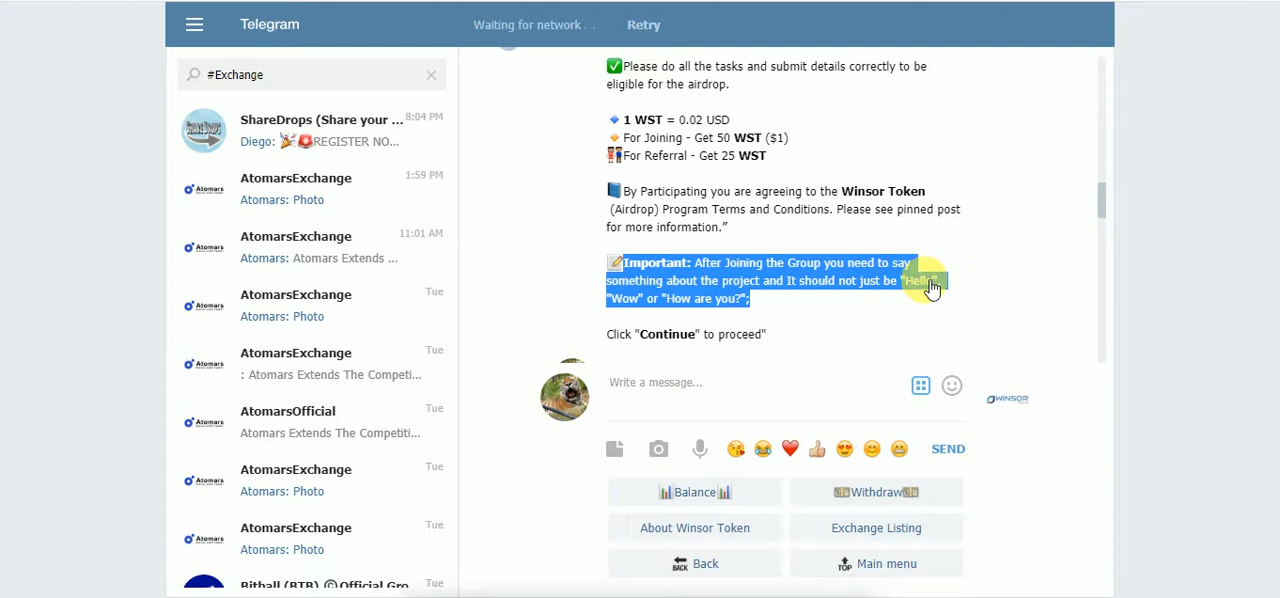 Telegram
Waiting for network . .
Retry
#Exchange
ShareDrops (Share your ...
8:04 PM
Diego: 🎉🚨REGISTER NO...
AtomarsExchange
1:59 PM
Atomars: Photo
AtomarsExchange
11:01 AM
Atomars: Atomars Extends ...
AtomarsExchange
Tue
Atomars: Photo
AtomarsExchange
Tue
: Atomars Extends The Competi...
AtomarsOfficial
Tue
Atomars Extends The Competiti...
AtomarsExchange
Tue
Atomars: Photo
AtomarsExchange
Tue
Atomars: Photo
Bitball (BTB) ©Official Gro
Tue
✅Please do all the tasks and submit details correctly to be
eligible for the airdrop.
🔹 1 WST = 0.02 USD
🔸 For Joining - Get 50 WST ($1)
👫For Referral - Get 25 WST
📘By Participating you are agreeing to the Winsor Token
(Airdrop) Program Terms and Conditions. Please see pinned post
for more information.”
📝Important: After Joining the Group you need to say
something about the project and It should not just be "Hello",
"Wow" or "How are you?";
Click "Continue" to proceed"
Write a message...
WINSOR
SEND
📊Balance📊
💵Withdraw💵
About Winsor Token
Exchange Listing
🔙 Back
🔝 Main menu